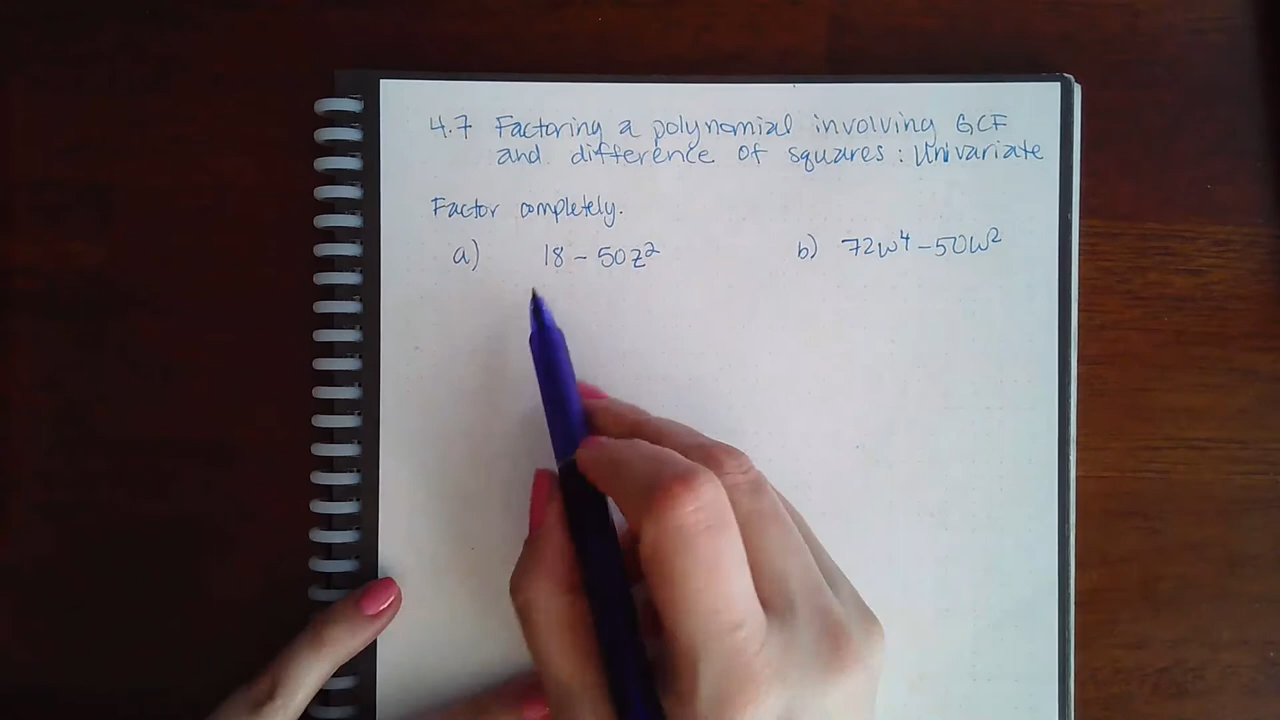 4.7 Factoring a polynomial involving GCF
and difference of squares: Univariate
Factor completely.
a) 18 - 50z² b) 72w⁴ - 50w²